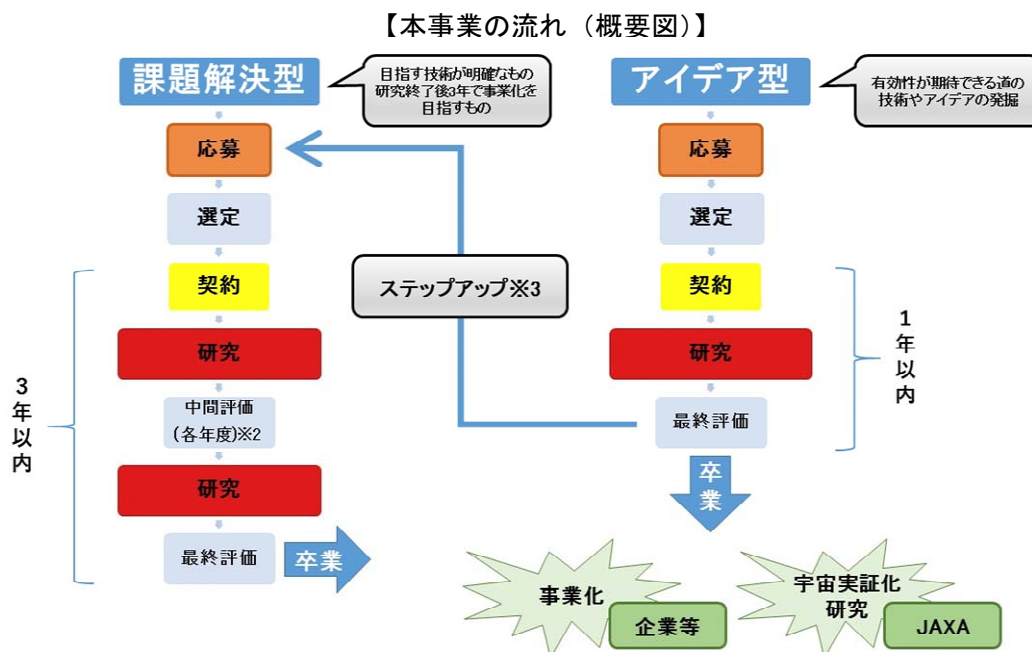 【本事業の流れ（概要図）】
課題解決型
目指す技術が明確なもの
研究終了後3年で事業化を
目指すもの
応募
選定
契約
研究
中間評価
(各年度)※2
研究
最終評価
卒業
3年以内
ステップアップ※3
アイデア型
有効性が期待できる道の
技術やアイデアの発掘
応募
選定
契約
研究
最終評価
1年以内
卒業
事業化
企業等
宇宙実証化
研究
JAXA